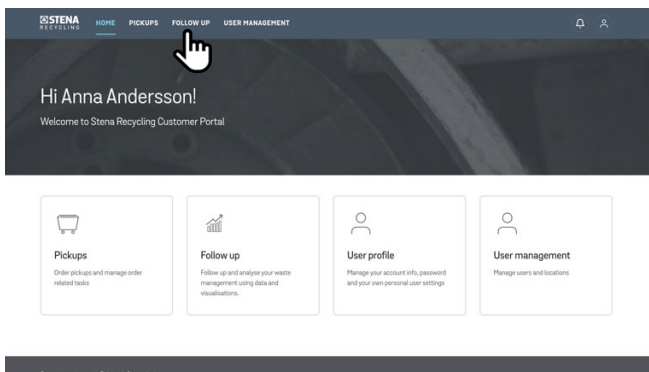 STENA
RECYCLING
HOME PICKUPS FOLLOW UP USER MANAGEMENT
Hi Anna Andersson!
Welcome to Stena Recycling Customer Portal
Pickups
Order pickups and manage order
related tasks
Follow up
Follow up and analyse your waste
management using data and
visualisations.
User profile
Manage your account info, password
and your own personal user settings
User management
Manage users and locations